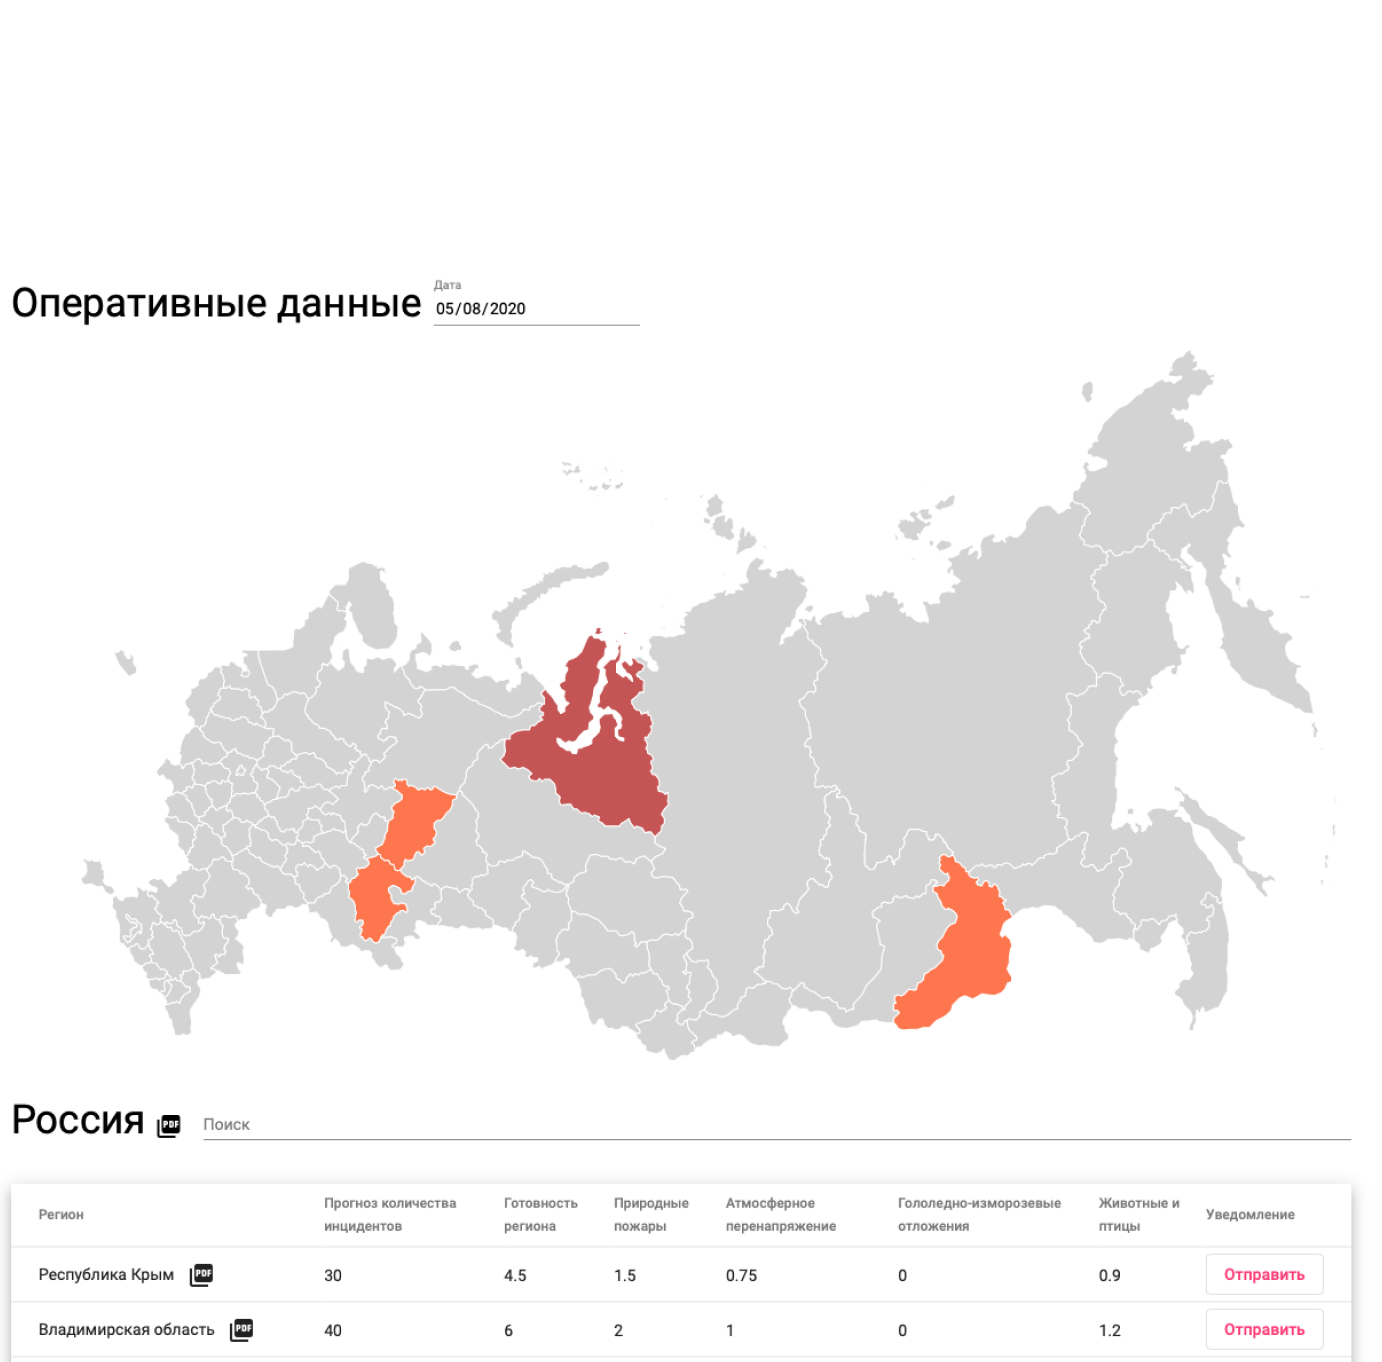 Оперативные данные
Дата
05/08/2020
Россия
PDF
Поиск
Регион
Прогноз количества
инцидентов
Готовность
региона
Природные
пожары
Атмосферное
перенапряжение
Гололедно-изморозевые
отложения
Животные и
птицы
Уведомление
Республика Крым PDF 30 4.5 1.5 0.75 0 0.9 Отправить
Владимирская область PDF 40 6 2 1 0 1.2 Отправить